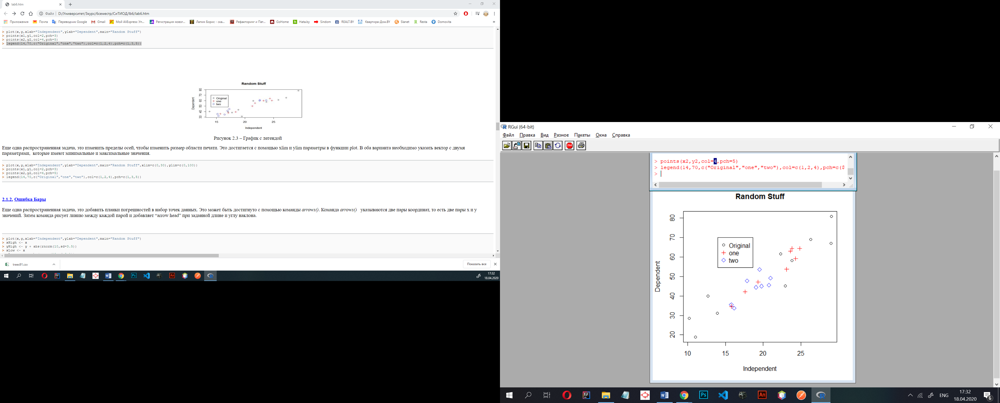 lab6.htm
Файл | D:/Университет/3курс/6семестр/СиТИОД/lb6/lab6.htm
Приложения Почта Переводчик Google Gmail Мой AliExpress: Уп... Регистрация новог... Лапин Борис - ска... Рефакторинг и Пат... GoHome Hata.by Sindom REALT.BY Квартира-Дом.BY Slanet Resta Domovita »
> plot(x,y,xlab="Independent",ylab="Dependent",main="Random Stuff")
> points(x1,y1,col=2,pch=3)
> points(x2,y2,col=4,pch=5)
> legend(14,70,c("Original","one","two"),col=c(1,2,4),pch=c(1,3,5))
Random Stuff
Dependent
80
70
60
50
40
30
Original
one
two
15 20 25
Independent
Рисунок 2.3 – График с легендой
Еще одна распространенная задача, это изменить пределы осей, чтобы изменить размер области печати. Это достигается с помощью xlim и ylim параметры в функции plot. В оба варианта необходимо указать вектор с двумя
параметрами, которые имеют минимальные и максимальные значения.
> plot(x,y,xlab="Independent",ylab="Dependent",main="Random Stuff",xlim=c(0,30),ylim=c(0,100))
> points(x1,y1,col=2,pch=3)
> points(x2,y2,col=4,pch=5)
> legend(14,70,c("Original","one","two"),col=c(1,2,4),pch=c(1,3,5))
2.1.2. Ошибка Бары
Еще одна распространенная задача, это добавить планки погрешностей в набор точек данных. Это может быть достигнуто с помощью команды arrows(). Команда arrows() указываются две пары координат, то есть две пары x и y
значений. Затем команда рисует линию между каждой парой и добавляет “arrow head” при заданной длине и углу наклона.
> plot(x,y,xlab="Independent",ylab="Dependent",main="Random Stuff")
> xHigh <- x
> yHigh <- y + abs(rnorm(10,sd=3.5))
> xLow <- x
trees91.csv
Показать все
17:32
18.04.2020
RGui (64-bit)
Файл Правка Вид Разное Пакеты Окна Справка
STOP
> points(x2,y2,col=4,pch=5)
> legend(14,70,c("Original","one","two"),col=c(1,2,4),pch=c($
>
Random Stuff
Dependent
80
70
60
50
40
30
20
Original
one
two
10 15 20 25
Independent
ENG
17:32
18.04.2020
6